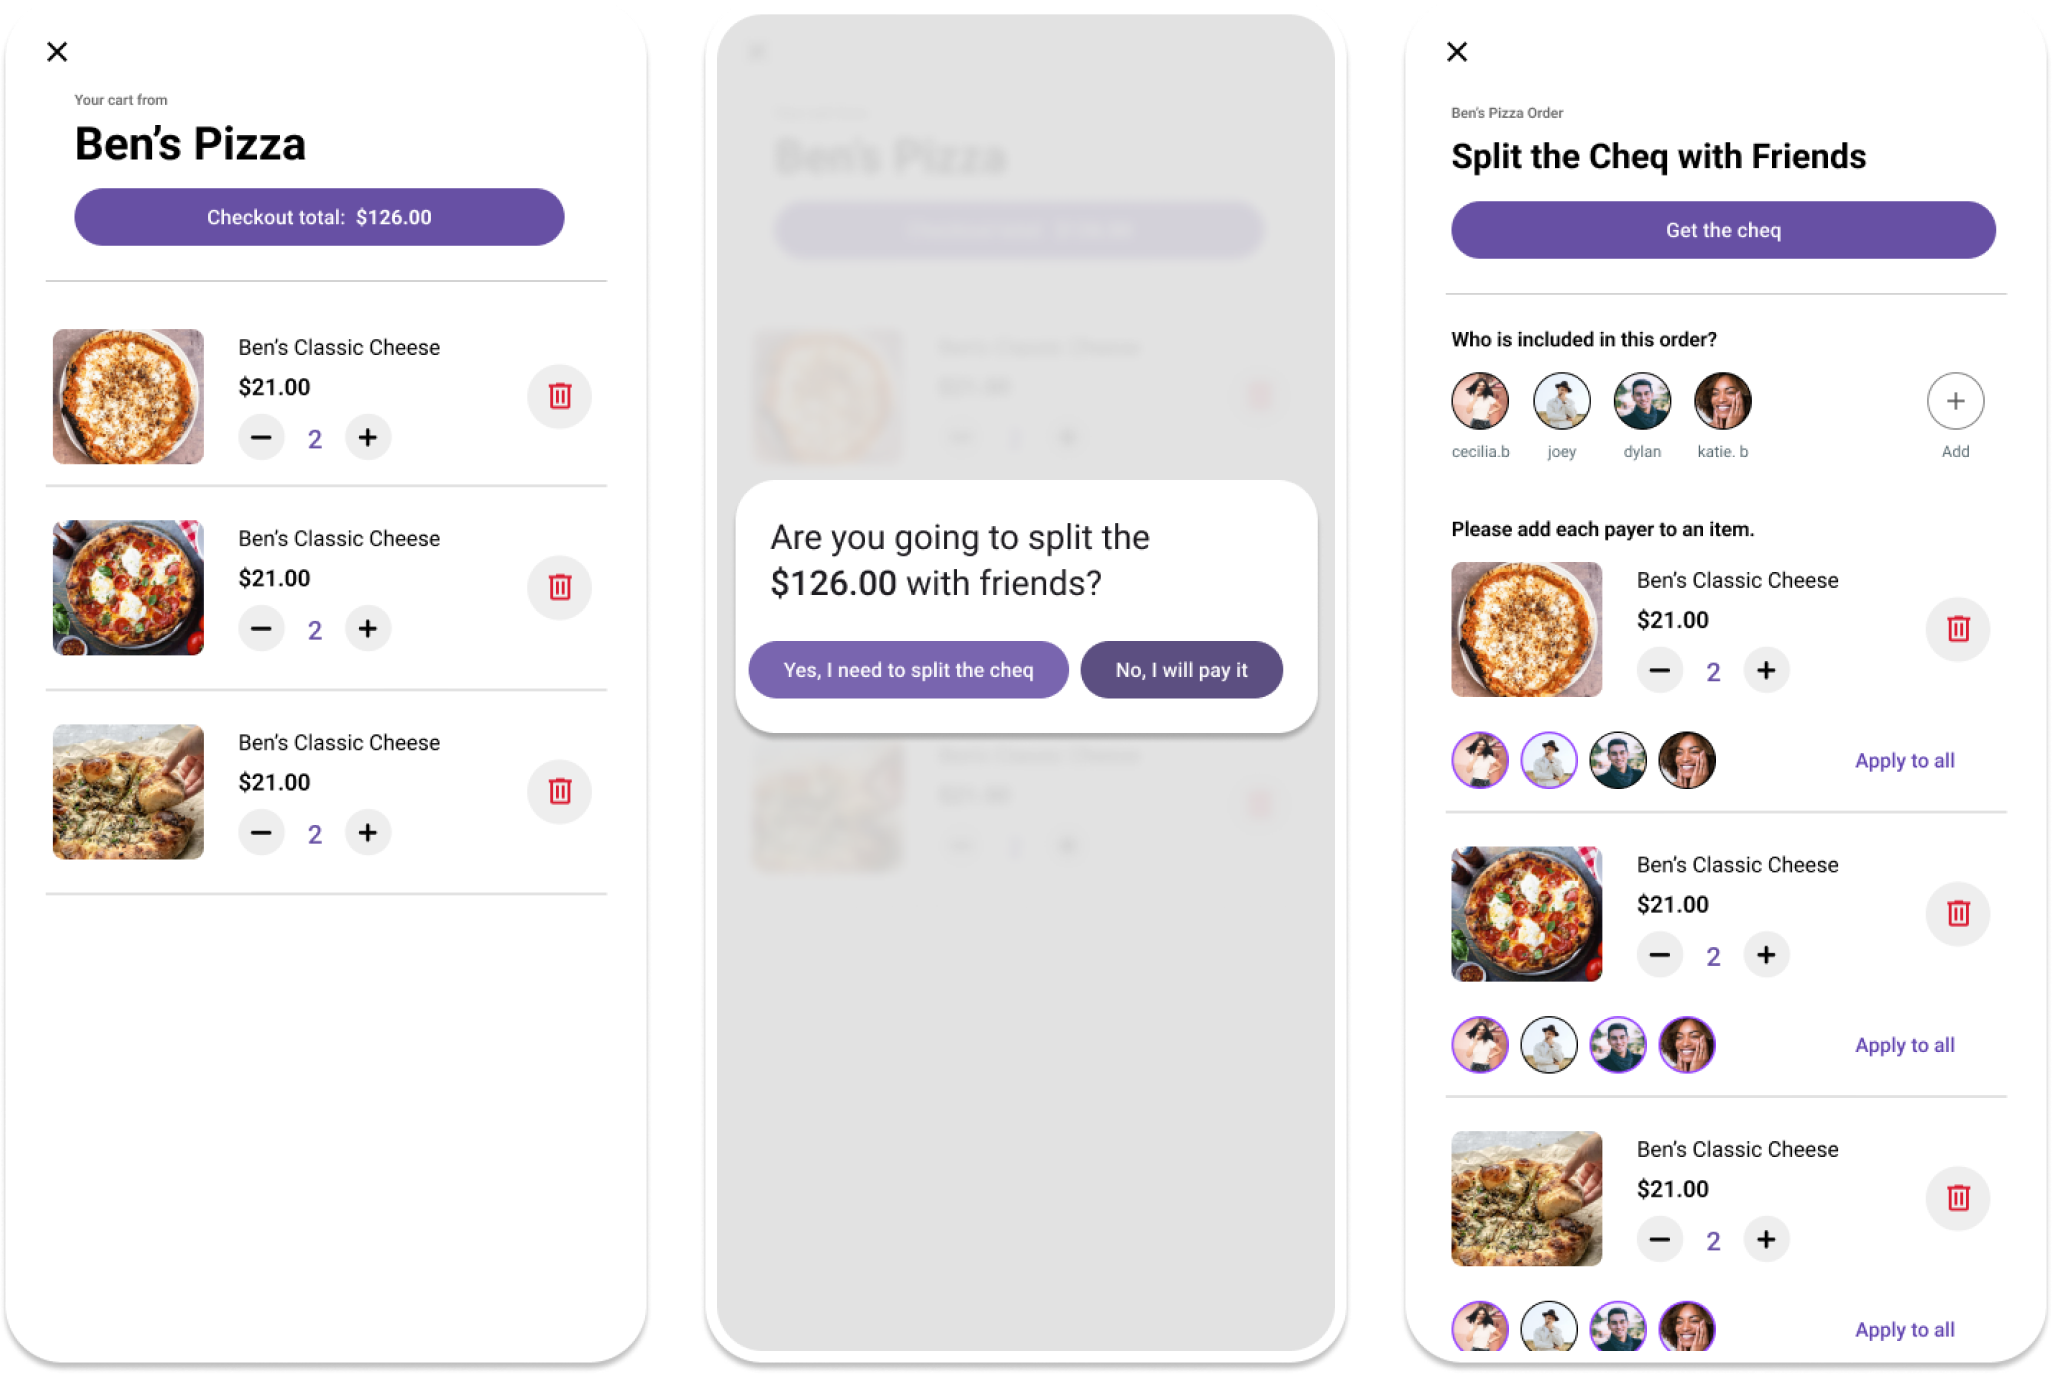 Your cart from
Ben's Pizza
Checkout total: $126.00
Ben's Classic Cheese
$21.00
2
Ben's Classic Cheese
$21.00
2
Ben's Classic Cheese
$21.00
2
Ben's Pizza
Are you going to split the
$126.00 with friends?
Yes, I need to split the cheq
No, I will pay it
Ben's Pizza Order
Split the Cheq with Friends
Get the cheq
Who is included in this order?
cecilia.b
joey
dylan
katie. b
Add
Please add each payer to an item.
Ben's Classic Cheese
$21.00
2
Apply to all
Ben's Classic Cheese
$21.00
2
Apply to all
Ben's Classic Cheese
$21.00
2
Apply to all